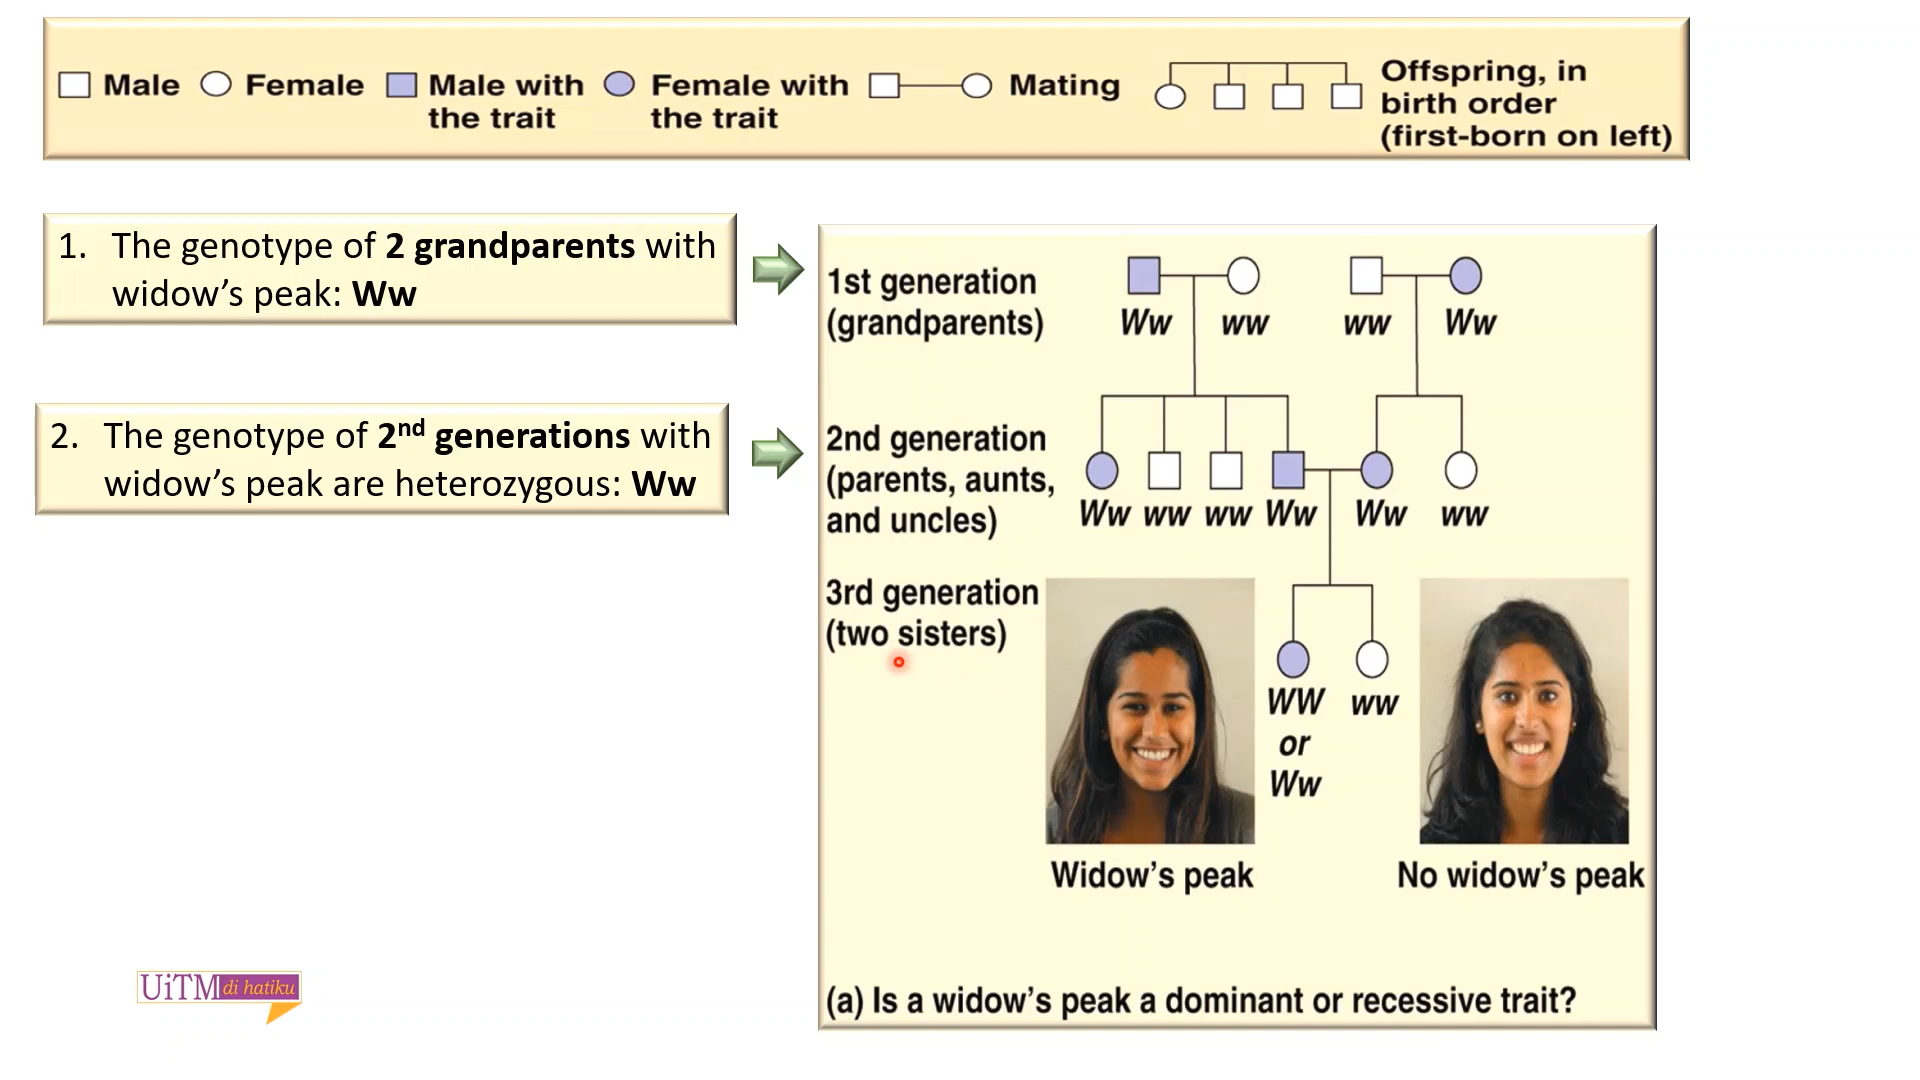 Male Female Male with Female with Mating Offspring, in
the trait the trait birth order
(first-born on left)
1. The genotype of 2 grandparents with
widow’s peak: Ww
2. The genotype of 2nd generations with
widow’s peak are heterozygous: Ww
1st generation
(grandparents)
Ww ww ww Ww
2nd generation
(parents, aunts,
and uncles)
Ww ww ww Ww Ww ww
3rd generation
(two sisters)
WW ww
or
Ww
Widow’s peak No widow’s peak
(a) Is a widow’s peak a dominant or recessive trait?
UiTM di hatiku